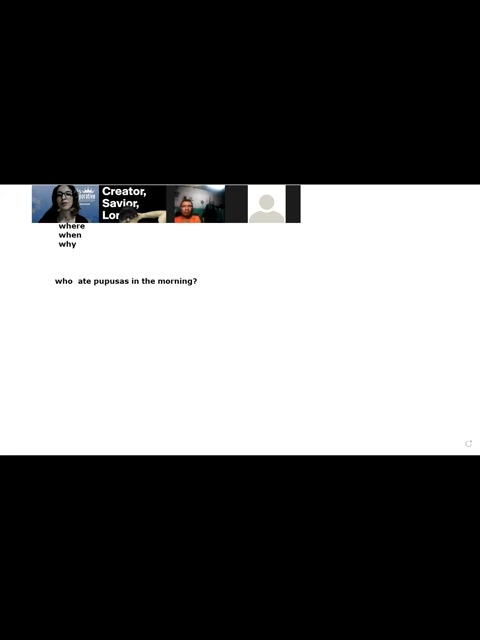 Creator,
Savior,
where
when
why
who  ate pupusas in the morning?